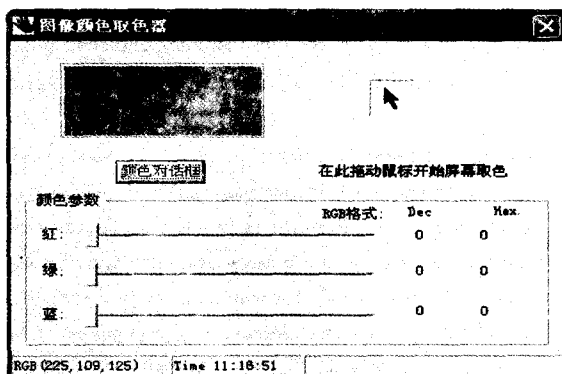 图像颜色取色器
颜色对话框
在此拖动鼠标开始屏幕取色
颜色参数
RGB格式: Dec Hex
红: 0 0
绿: 0 0
蓝: 0 0
RGB(225,109,125) Time 11:16:51